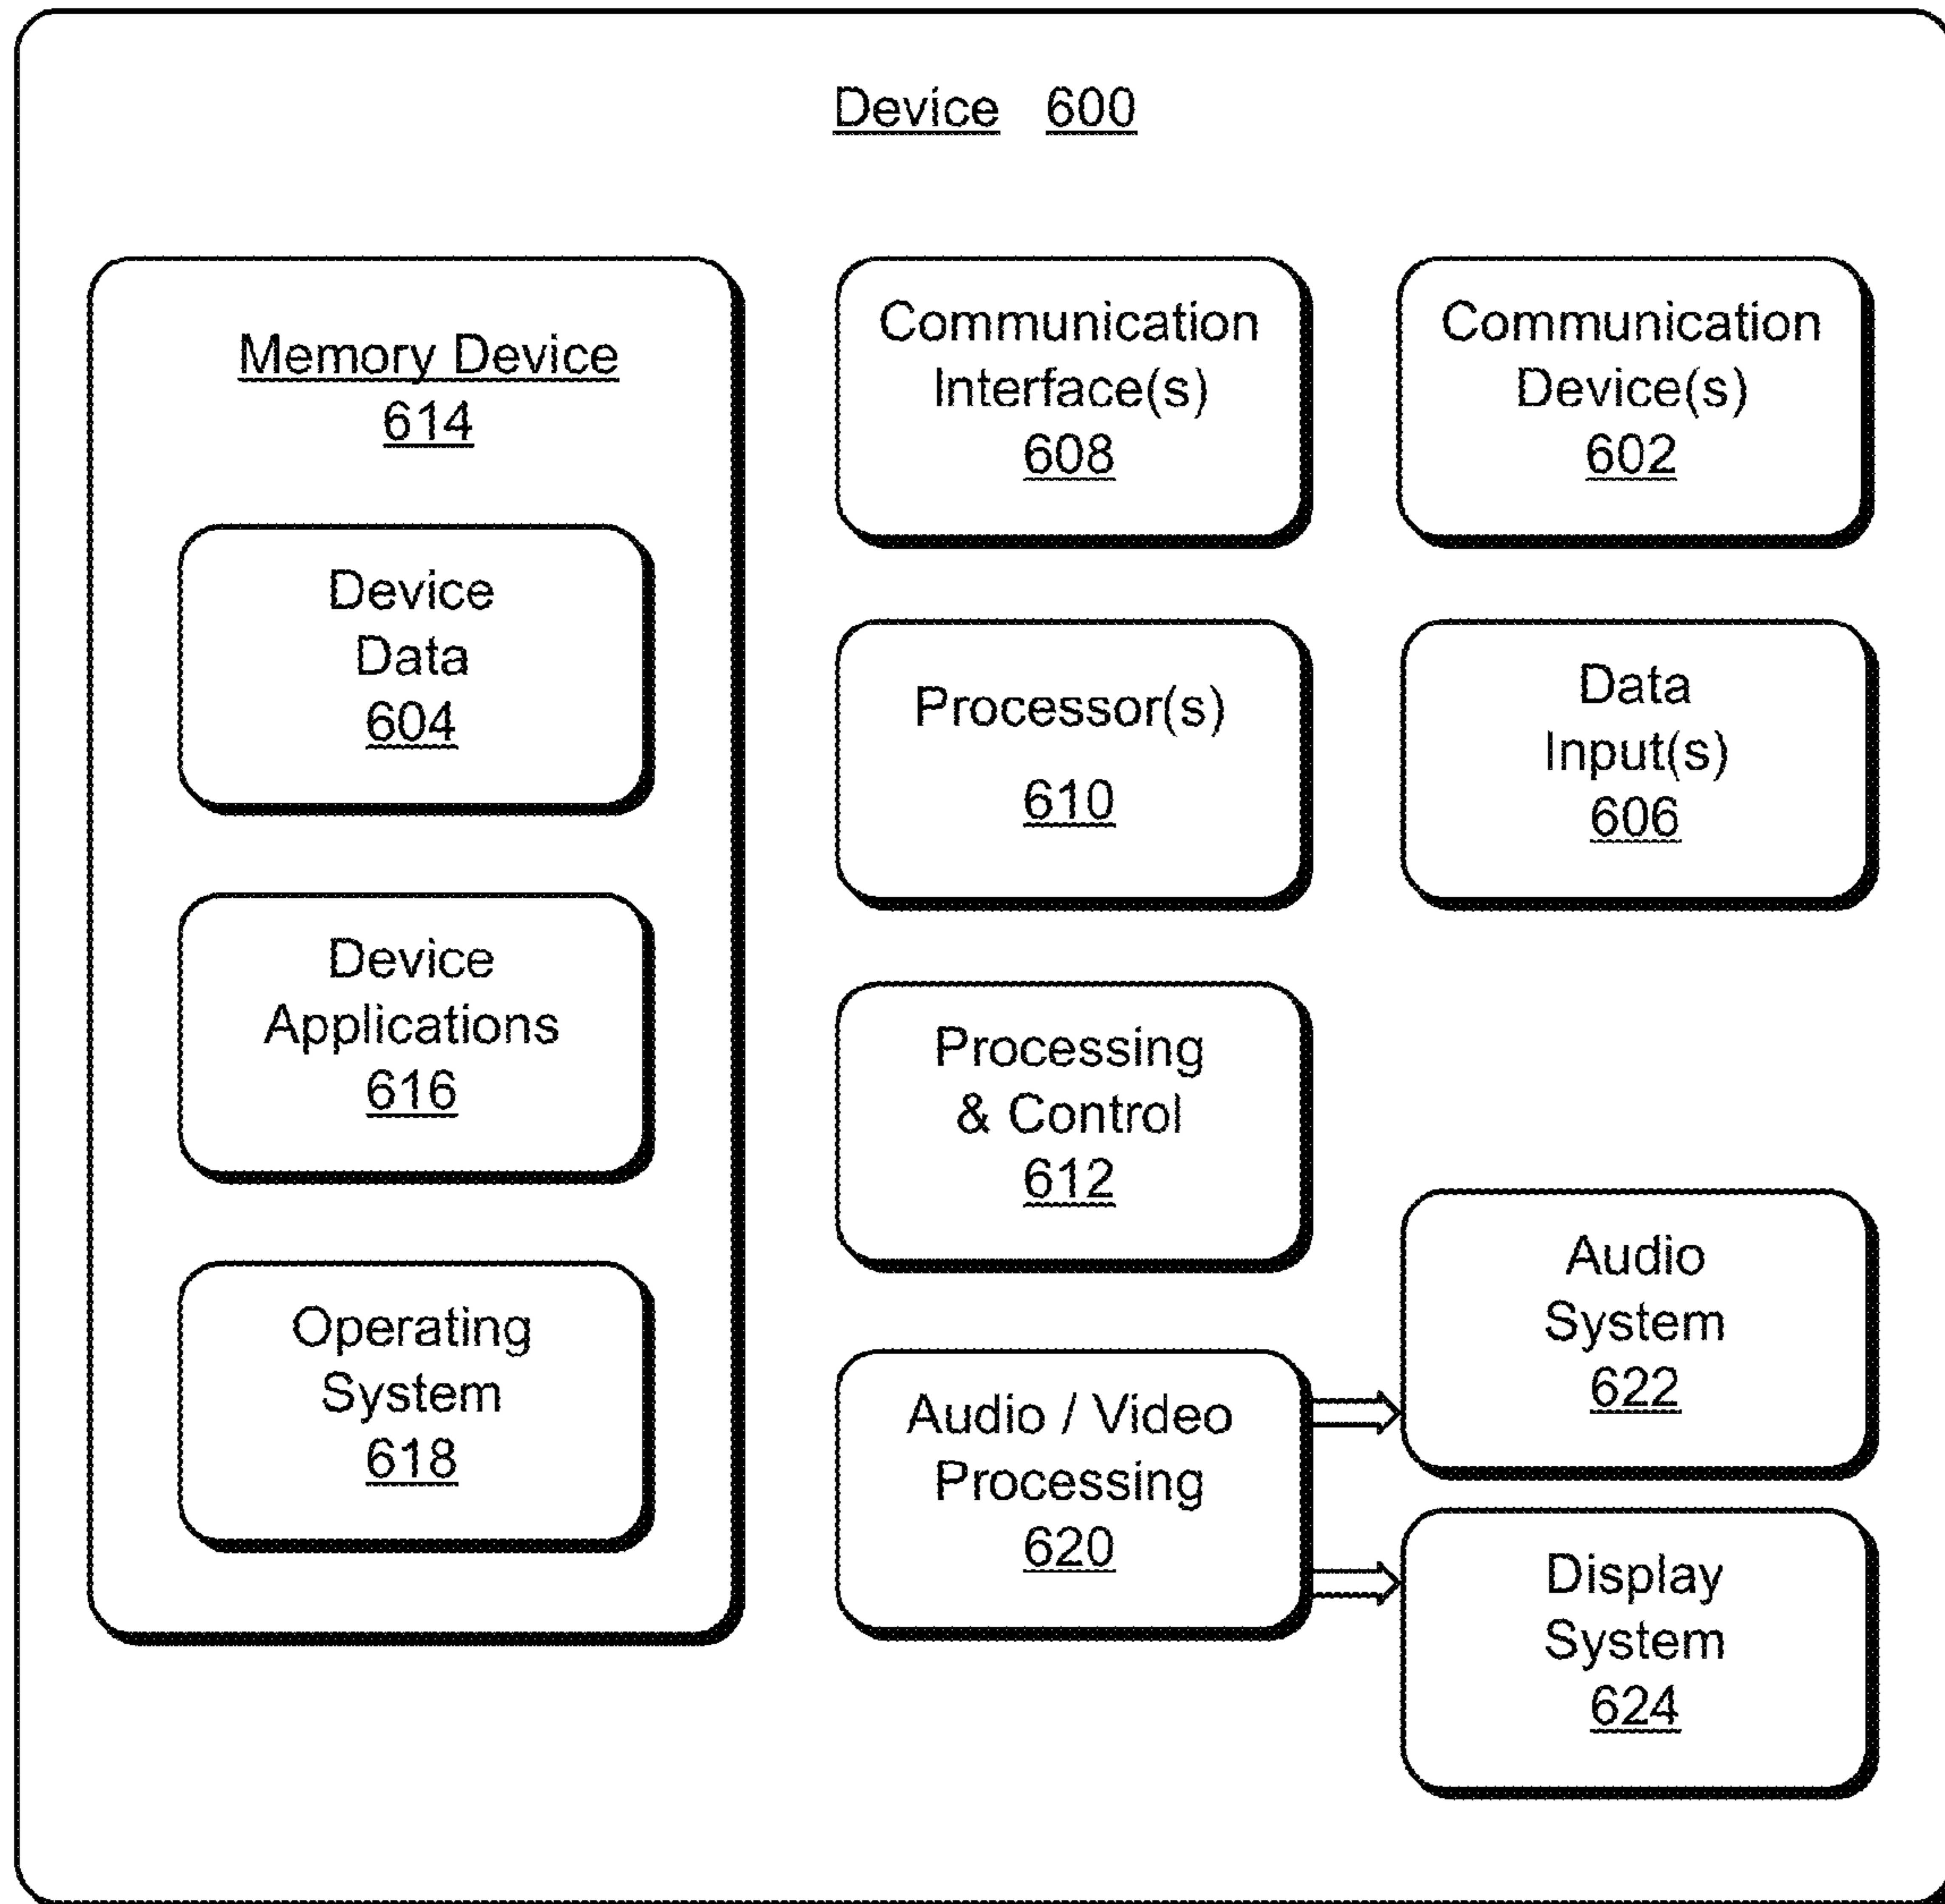 Device 600
Memory Device
614
Device
Data
604
Device
Applications
616
Operating
System
618
Communication
Interface(s)
608
Communication
Device(s)
602
Processor(s)
610
Data
Input(s)
606
Processing
& Control
612
Audio / Video
Processing
620
Audio
System
622
Display
System
624